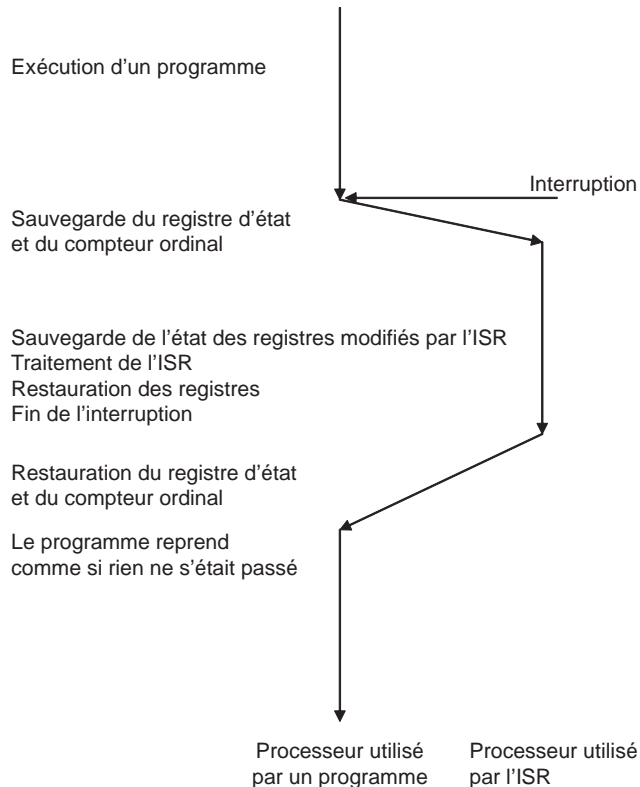 Exécution d’un programme
Interruption
Sauvegarde du registre d’état
et du compteur ordinal
Sauvegarde de l’état des registres modifiés par l’ISR
Traitement de l’ISR
Restauration des registres
Fin de l’interruption
Restauration du registre d’état
et du compteur ordinal
Le programme reprend
comme si rien ne s’était passé
Processeur utilisé
par un programme
Processeur utilisé
par l’ISR